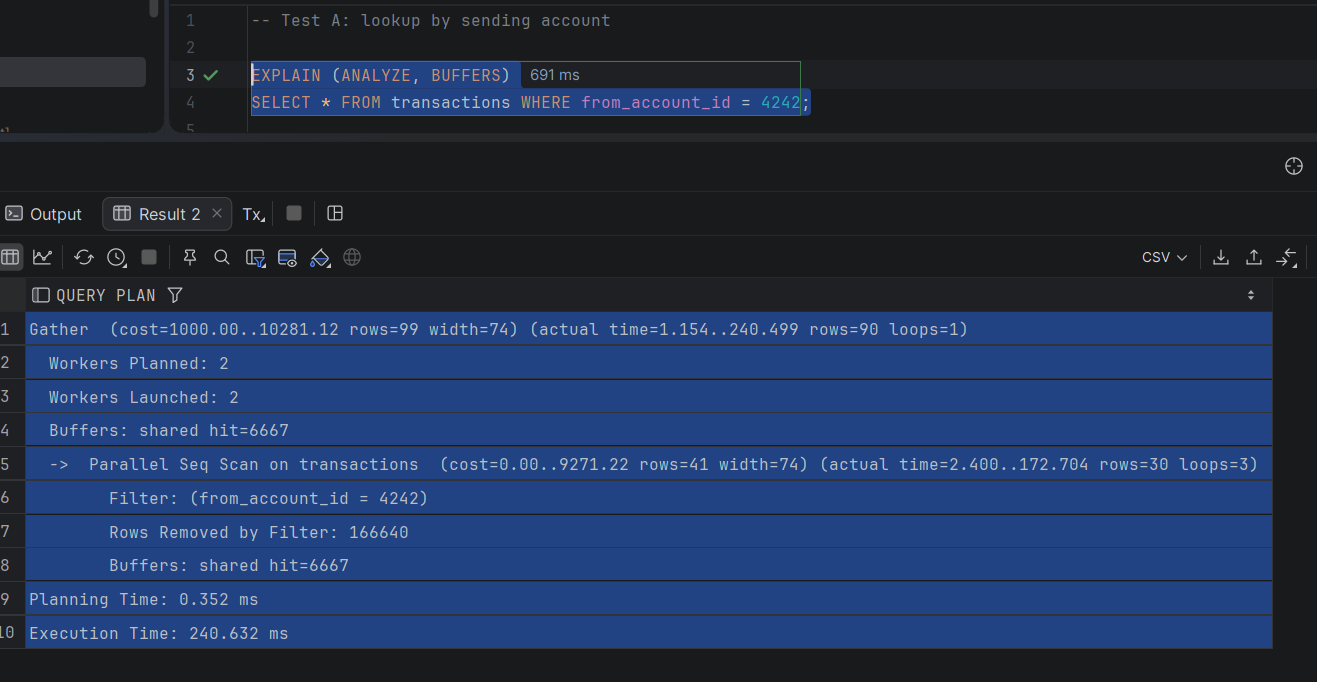 1
-- Test A: lookup by sending account
2
3
EXPLAIN (ANALYZE, BUFFERS)
691 ms
4
SELECT * FROM transactions WHERE from_account_id = 4242;
5
Output
Result 2
Tx
CSV
QUERY PLAN
1
Gather  (cost=1000.00..10281.12 rows=99 width=74) (actual time=1.154..240.499 rows=90 loops=1)
2
Workers Planned: 2
3
Workers Launched: 2
4
Buffers: shared hit=6667
5
->  Parallel Seq Scan on transactions  (cost=0.00..9271.22 rows=41 width=74) (actual time=2.400..172.704 rows=30 loops=3)
6
Filter: (from_account_id = 4242)
7
Rows Removed by Filter: 166640
8
Buffers: shared hit=6667
9
Planning Time: 0.352 ms
10
Execution Time: 240.632 ms